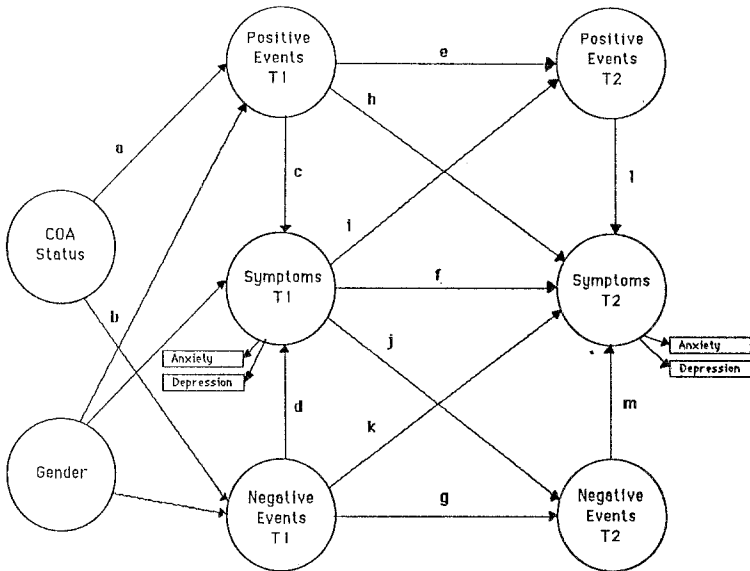 Positive
Events
T1
e
Positive
Events
T2
h
a
c
i
l
COA
Status
Symptoms
T1
f
Symptoms
T2
b
Anxiety
Depression
j
Anxiety
Depression
d
k
m
Gender
Negative
Events
T1
g
Negative
Events
T2